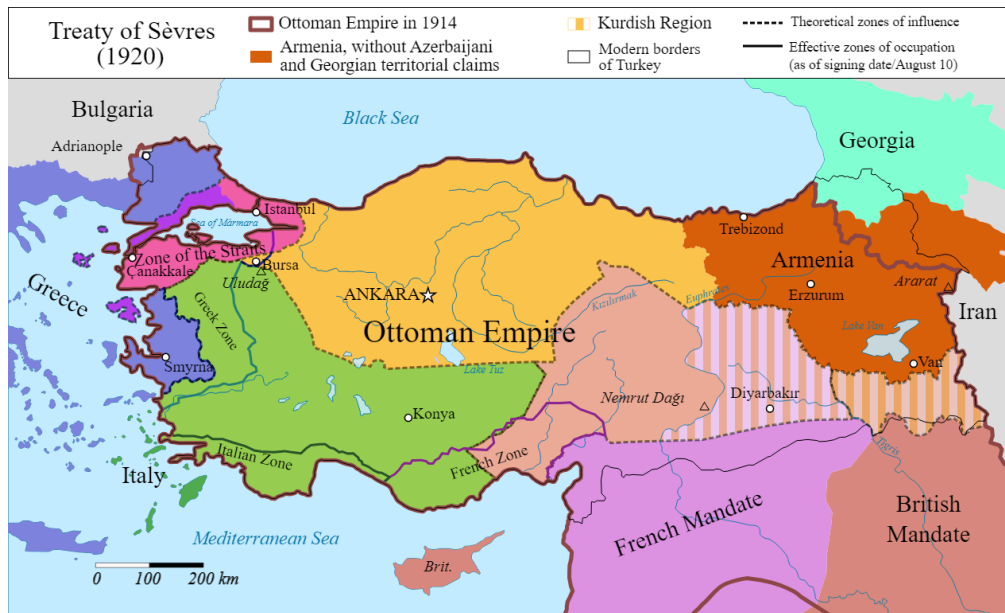 Treaty of Sèvres
(1920)
Ottoman Empire in 1914
Armenia, without Azerbaijani
and Georgian territorial claims
Kurdish Region
Modern borders
of Turkey
Theoretical zones of influence
Effective zones of occupation
(as of signing date/August 10)
Bulgaria
Black Sea
Georgia
Adrianople
Istanbul
Sea of Marmara
Trebizond
Zone of the Straits
Çanakkale
Bursa
Uludağ
Armenia
Ararat
Greece
ANKARA
Kızılırmak
Euphrates
Erzurum
Iran
Greek Zone
Ottoman Empire
Lake Van
Smyrna
Lake Tuz
Van
Konya
Nemrut Dağı
Diyarbakır
Italian Zone
French Zone
Tigris
Italy
French Mandate
British
Mandate
Mediterranean Sea
Brit.
0 100 200 km